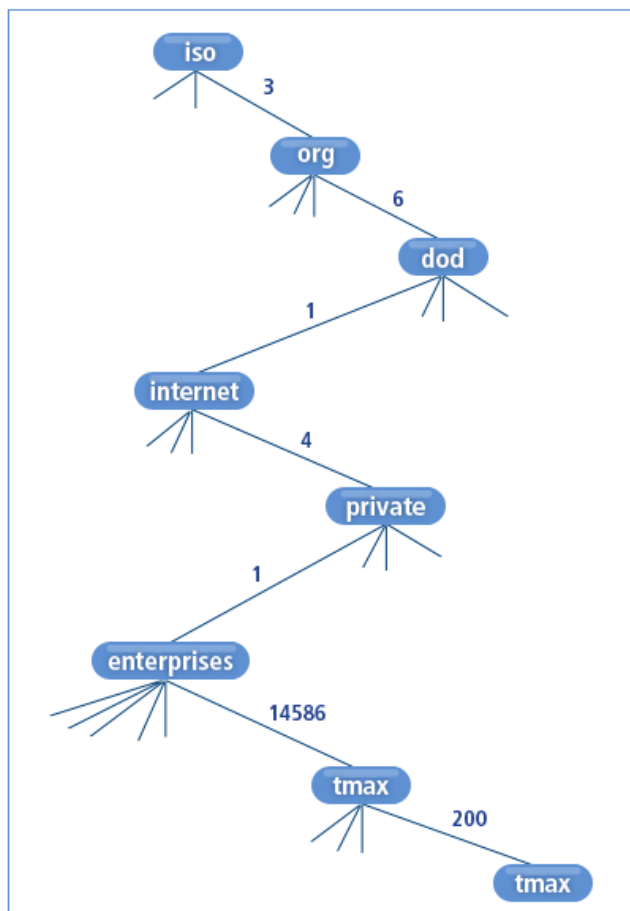 iso
3
org
6
dod
1
internet
4
private
1
enterprises
14586
tmax
200
tmax